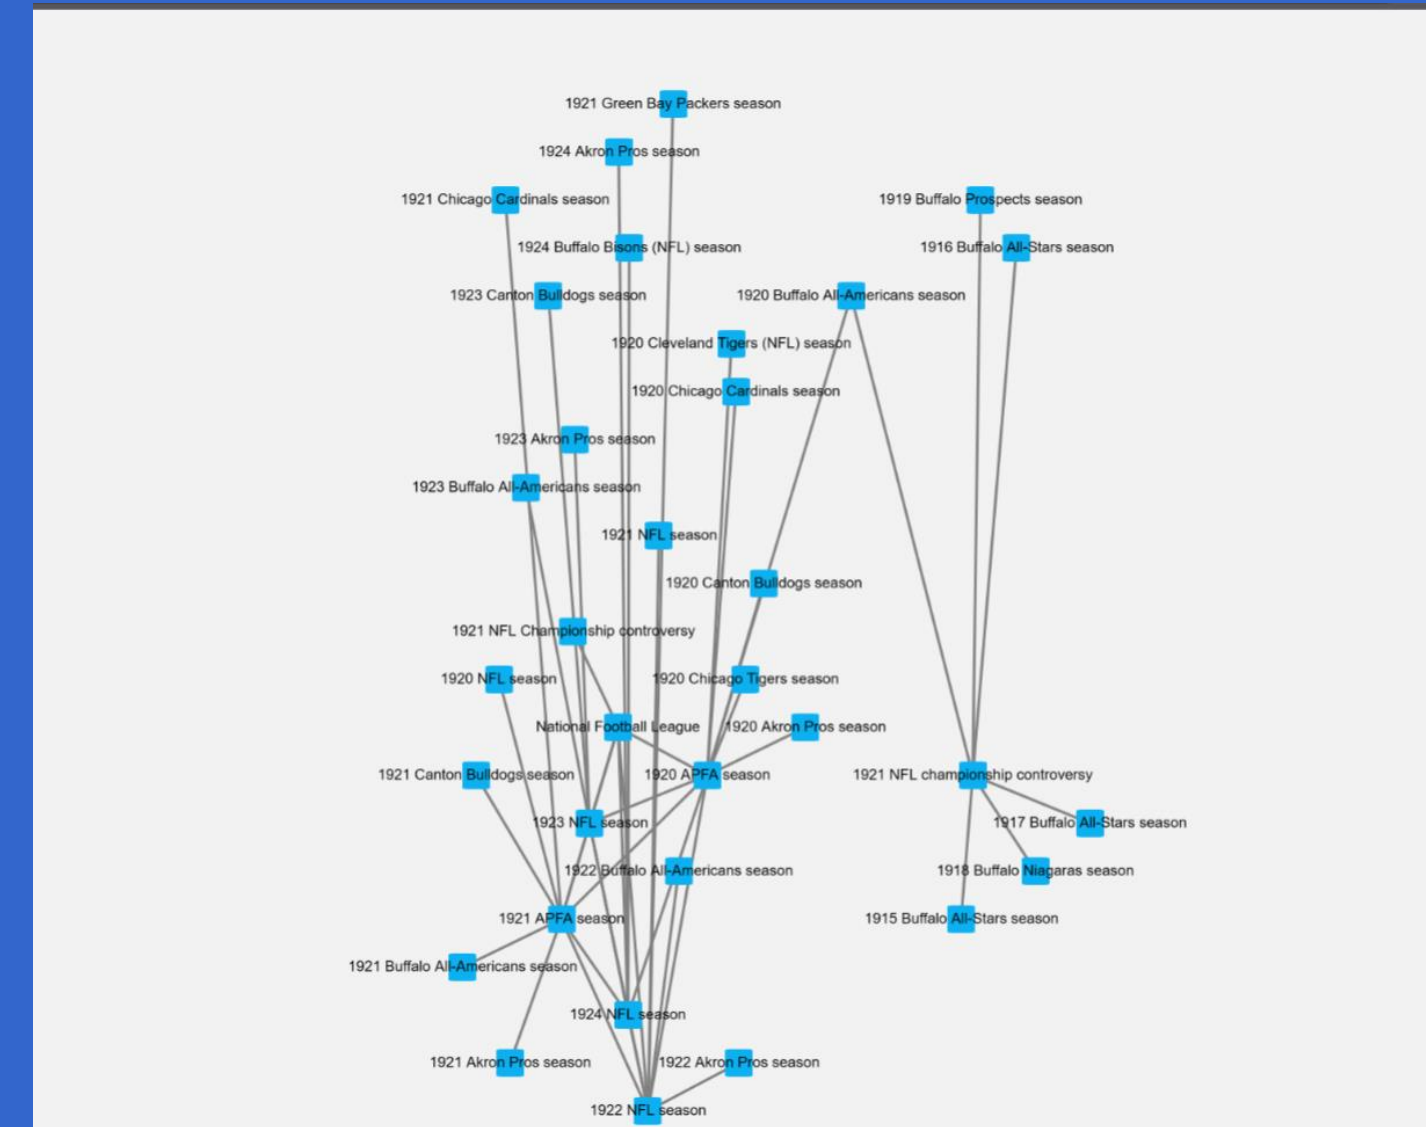 1921 Green Bay Packers season
1924 Akron Pros season
1921 Chicago Cardinals season
1919 Buffalo Prospects season
1924 Buffalo Bisons (NFL) season
1916 Buffalo All-Stars season
1923 Canton Bulldogs season
1920 Buffalo All-Americans season
1920 Cleveland Tigers (NFL) season
1920 Chicago Cardinals season
1923 Akron Pros season
1923 Buffalo All-Americans season
1921 NFL season
1920 Canton Bulldogs season
1921 NFL Championship controversy
1920 NFL season
1920 Chicago Tigers season
National Football League
1920 Akron Pros season
1921 Canton Bulldogs season
1920 APFA season
1921 NFL championship controversy
1923 NFL season
1917 Buffalo All-Stars season
1922 Buffalo All-Americans season
1918 Buffalo Niagaras season
1921 APFA season
1915 Buffalo All-Stars season
1921 Buffalo All-Americans season
1924 NFL season
1921 Akron Pros season
1922 Akron Pros season
1922 NFL season